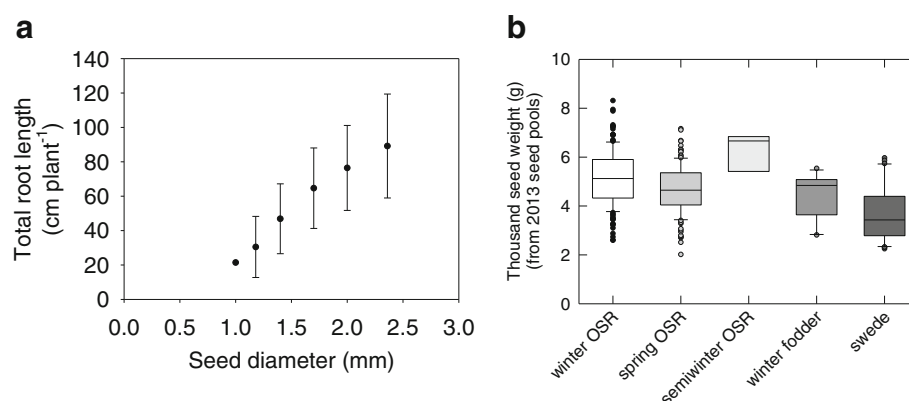 a
Total root length
(cm plant-1)
140
120
100
80
60
40
20
0
0.0 0.5 1.0 1.5 2.0 2.5 3.0
Seed diameter (mm)
b
Thousand seed weight (g)
(from 2013 seed pools)
10
8
6
4
2
0
winter OSR
spring OSR
semiwinter OSR
winter fodder
swede